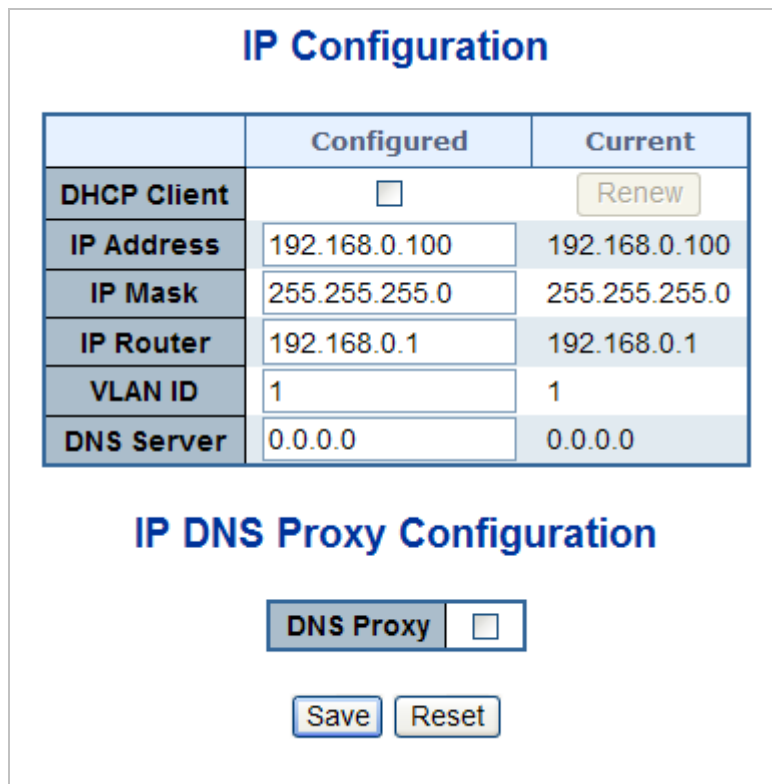 IP Configuration
Configured Current
DHCP Client Renew
IP Address 192.168.0.100 192.168.0.100
IP Mask 255.255.255.0 255.255.255.0
IP Router 192.168.0.1 192.168.0.1
VLAN ID 1 1
DNS Server 0.0.0.0 0.0.0.0
IP DNS Proxy Configuration
DNS Proxy
Save Reset